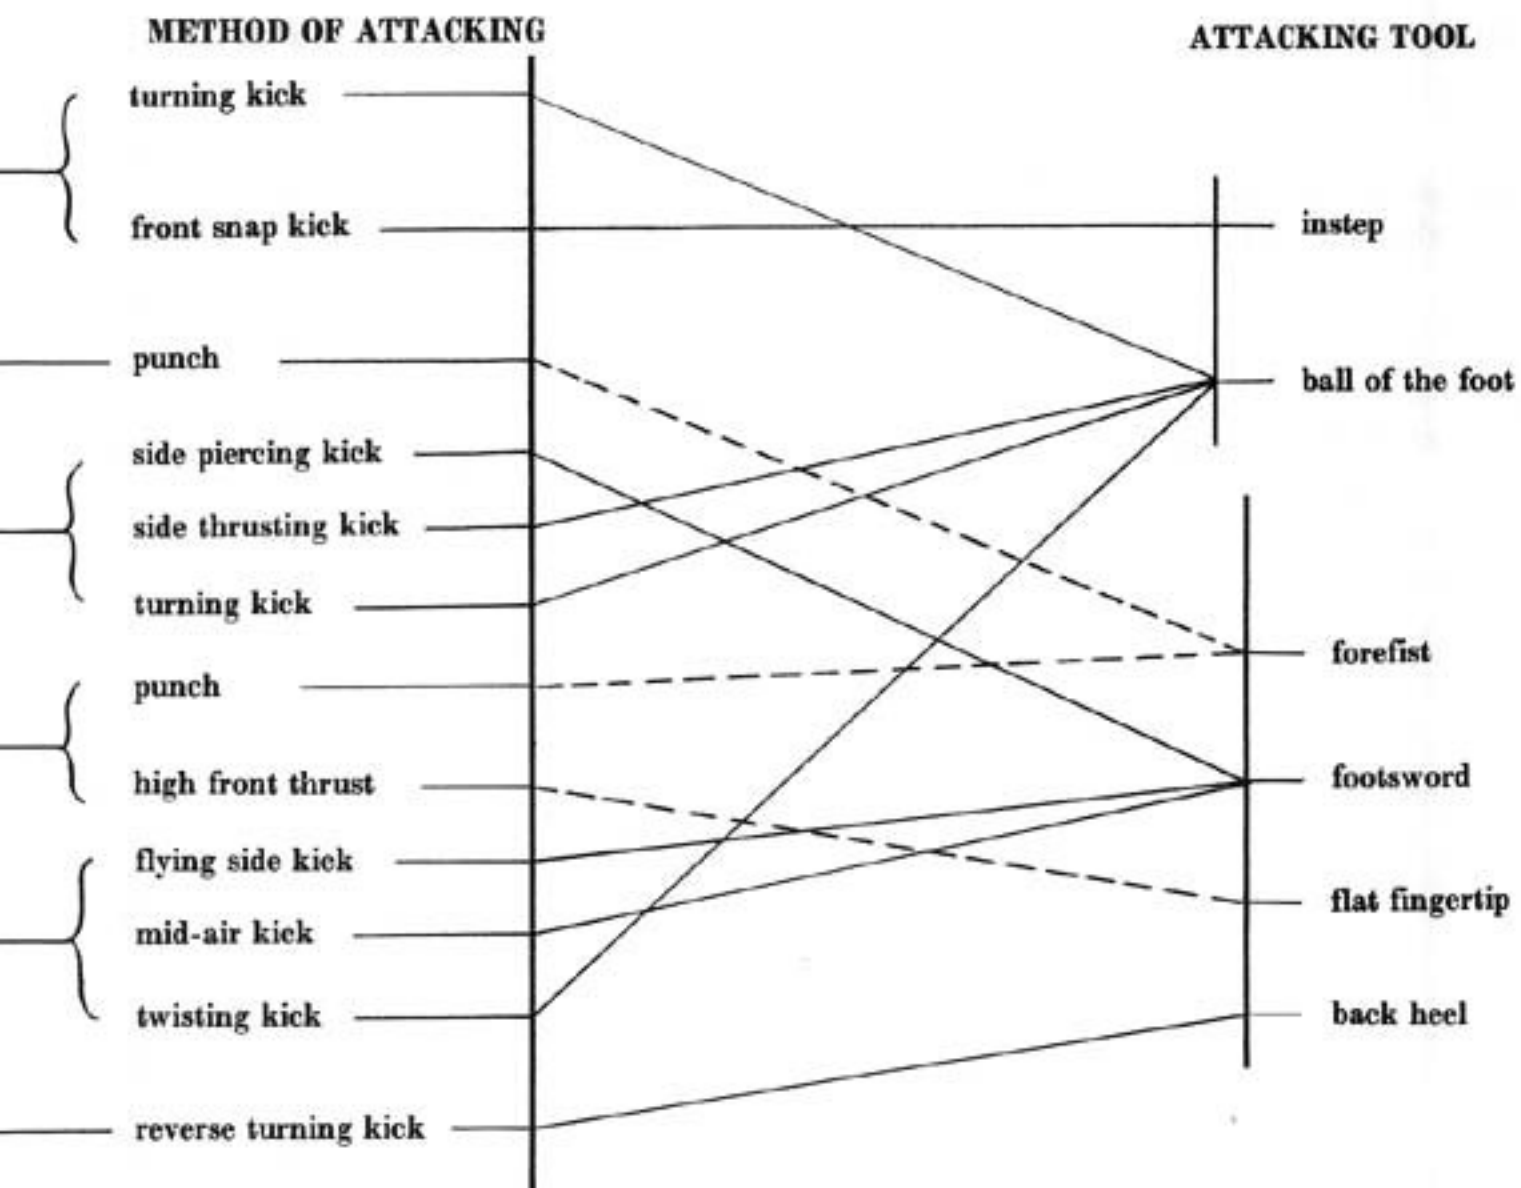 METHOD OF ATTACKING
ATTACKING TOOL
turning kick
front snap kick
instep
punch
ball of the foot
side piercing kick
side thrusting kick
turning kick
forefist
punch
high front thrust
footsword
flying side kick
flat fingertip
mid-air kick
twisting kick
back heel
reverse turning kick